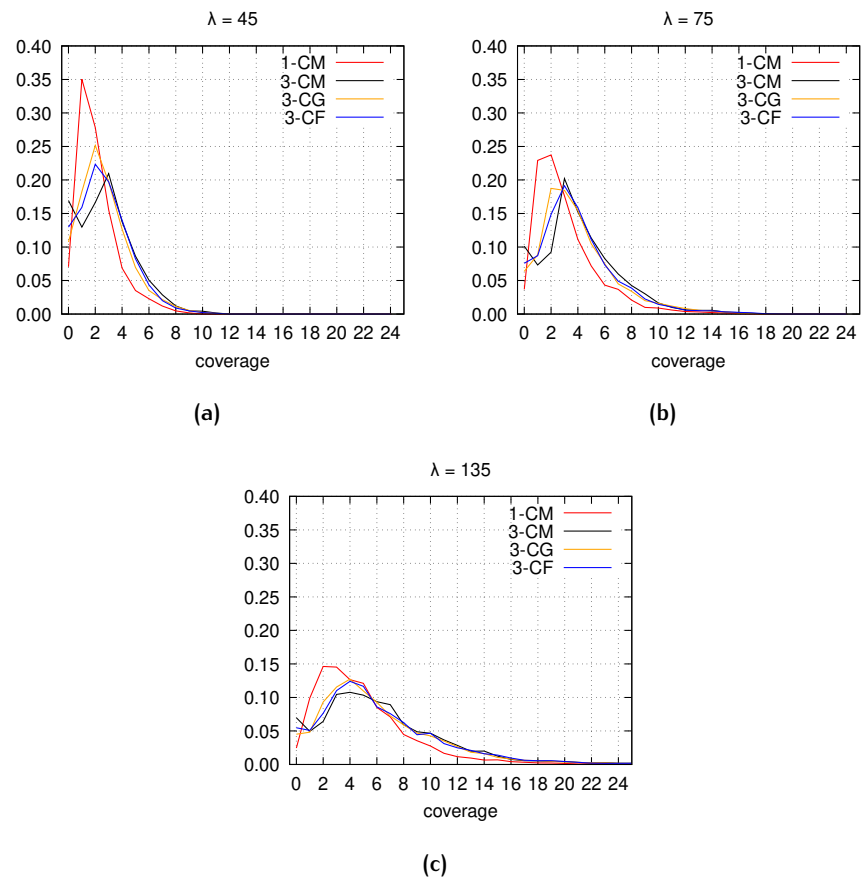 λ = 45
0.40
0.35
0.30
0.25
0.20
0.15
0.10
0.05
0.00
1-CM
3-CM
3-CG
3-CF
0 2 4 6 8 10 12 14 16 18 20 22 24
coverage
(a)
λ = 75
0.40
0.35
0.30
0.25
0.20
0.15
0.10
0.05
0.00
1-CM
3-CM
3-CG
3-CF
0 2 4 6 8 10 12 14 16 18 20 22 24
coverage
(b)
λ = 135
0.40
0.35
0.30
0.25
0.20
0.15
0.10
0.05
0.00
1-CM
3-CM
3-CG
3-CF
0 2 4 6 8 10 12 14 16 18 20 22 24
coverage
(c)